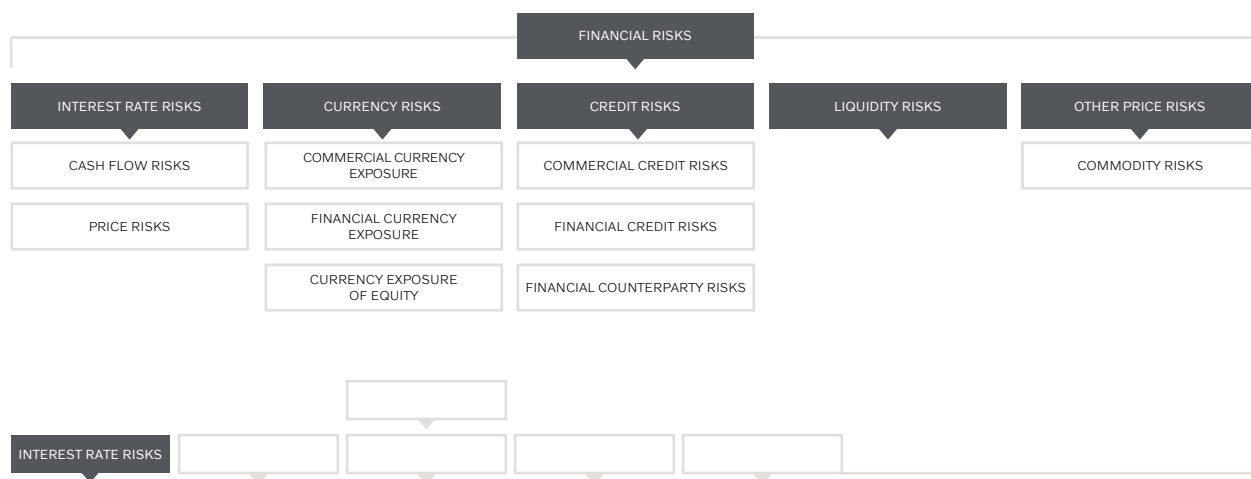 FINANCIAL RISKS
INTEREST RATE RISKS
CURRENCY RISKS
CREDIT RISKS
LIQUIDITY RISKS
OTHER PRICE RISKS
CASH FLOW RISKS
COMMERCIAL CURRENCY
EXPOSURE
COMMERCIAL CREDIT RISKS
COMMODITY RISKS
PRICE RISKS
FINANCIAL CURRENCY
EXPOSURE
FINANCIAL CREDIT RISKS
CURRENCY EXPOSURE
OF EQUITY
FINANCIAL COUNTERPARTY RISKS
INTEREST RATE RISKS